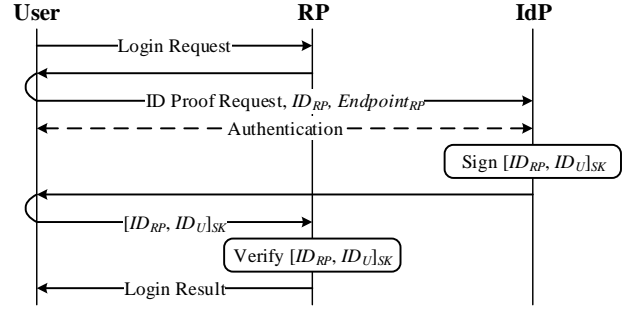 User RP IdP
Login Request
ID Proof Request, ID_RP, Endpoint_RP
Authentication
Sign [ID_RP, ID_U]_SK
[ID_RP, ID_U]_SK
Verify [ID_RP, ID_U]_SK
Login Result